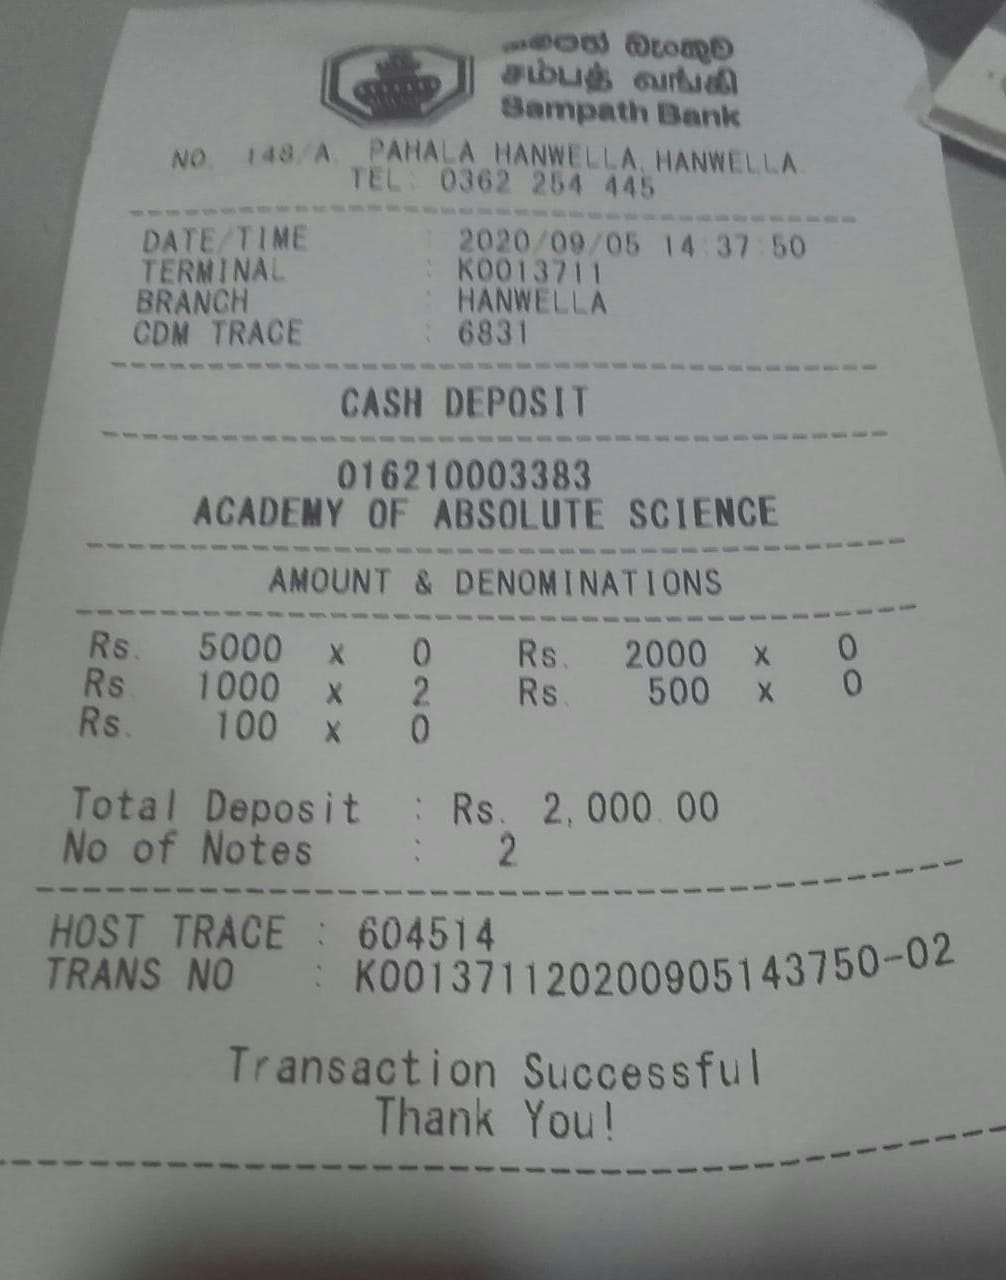 සම්පත් බැංකුව
சம்பத் வங்கி
Sampath Bank
NO. 148/A, PAHALA HANWELLA, HANWELLA.
TEL: 0362 254 445
DATE/TIME : 2020/09/05 14:37:50
TERMINAL : K0013711
BRANCH : HANWELLA
CDM TRACE : 6831
CASH DEPOSIT
016210003383
ACADEMY OF ABSOLUTE SCIENCE
AMOUNT & DENOMINATIONS
Rs. 5000 x 0 Rs. 2000 x 0
Rs. 1000 x 2 Rs. 500 x 0
Rs. 100 x 0
Total Deposit : Rs. 2,000.00
No of Notes : 2
HOST TRACE : 604514
TRANS NO : K001371120200905143750-02
Transaction Successful
Thank You!